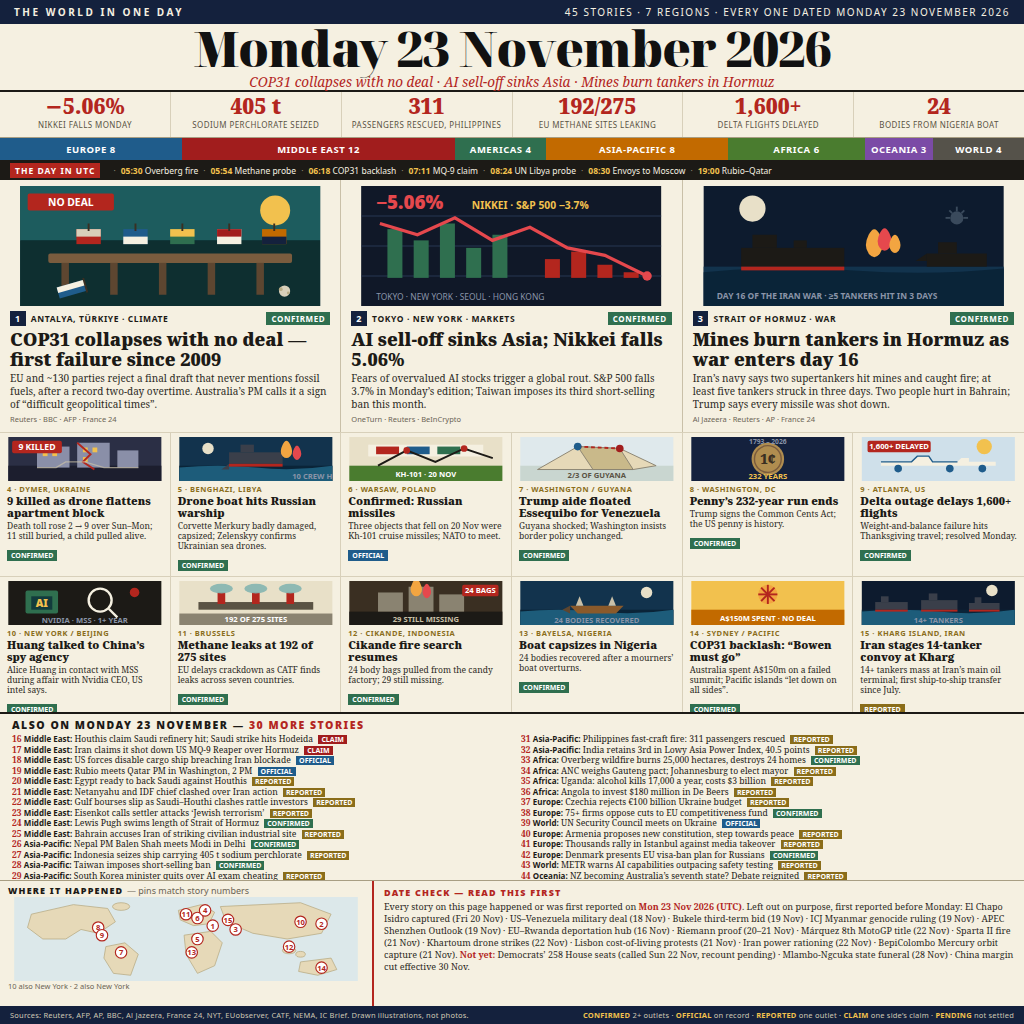 THE WORLD IN ONE DAY
45 STORIES · 7 REGIONS · EVERY ONE DATED MONDAY 23 NOVEMBER 2026
Monday 23 November 2026
COP31 collapses with no deal · AI sell-off sinks Asia · Mines burn tankers in Hormuz
−5.06%
NIKKEI FALLS MONDAY
405 t
SODIUM PERCHLORATE SEIZED
311
PASSENGERS RESCUED, PHILIPPINES
192/275
EU METHANE SITES LEAKING
1,600+
DELTA FLIGHTS DELAYED
24
BODIES FROM NIGERIA BOAT
EUROPE 8
MIDDLE EAST 12
AMERICAS 4
ASIA-PACIFIC 8
AFRICA 6
OCEANIA 3
WORLD 4
THE DAY IN UTC · 05:30 Overberg fire · 05:54 Methane probe · 06:18 COP31 backlash · 07:11 MQ-9 claim · 08:24 UN Libya probe · 08:30 Envoys to Moscow · 19:00 Rubio–Qatar
NO DEAL
1 ANTALYA, TÜRKIYE · CLIMATE CONFIRMED
COP31 collapses with no deal —
first failure since 2009
EU and ~130 parties reject a final draft that never mentions fossil
fuels, after a record two-day overtime. Australia's PM calls it a sign
of “difficult geopolitical times”.
Reuters · BBC · AFP · France 24
−5.06% NIKKEI · S&P 500 −3.7%
TOKYO · NEW YORK · SEOUL · HONG KONG
2 TOKYO · NEW YORK · MARKETS CONFIRMED
AI sell-off sinks Asia; Nikkei falls
5.06%
Fears of overvalued AI stocks trigger a global rout. S&P 500 falls
3.7% in Monday's edition; Taiwan imposes its third short-selling
ban this month.
OneTurn · Reuters · BeInCrypto
DAY 16 OF THE IRAN WAR · ≥5 TANKERS HIT IN 3 DAYS
3 STRAIT OF HORMUZ · WAR CONFIRMED
Mines burn tankers in Hormuz as
war enters day 16
Iran's navy says two supertankers hit mines and caught fire; at
least five tankers struck in three days. Two people hurt in Bahrain;
Trump says every missile was shot down.
Al Jazeera · Reuters · AP · France 24
9 KILLED
4 · DYMER, UKRAINE
9 killed as drone flattens
apartment block
Death toll rose 2 → 9 over Sun–Mon;
11 still buried, a child pulled alive.
CONFIRMED
10 CREW H
5 · BENGHAZI, LIBYA
Drone boat hits Russian
warship
Corvette Merkury badly damaged,
capsized; Zelenskyy confirms
Ukrainian sea drones.
CONFIRMED
KH-101 · 20 NOV
6 · WARSAW, POLAND
Confirmed: Russian
missiles
Three objects that fell on 20 Nov were
Kh-101 cruise missiles; NATO to meet.
OFFICIAL
2/3 OF GUYANA
7 · WASHINGTON / GUYANA
Trump aide floated
Essequibo for Venezuela
Guyana shocked; Washington insists
border policy unchanged.
CONFIRMED
1793 – 2026
1¢
232 YEARS
8 · WASHINGTON, DC
Penny's 232-year run ends
Trump signs the Common Cents Act;
the US penny is history.
CONFIRMED
1,600+ DELAYED
9 · ATLANTA, US
Delta outage delays 1,600+
flights
Weight-and-balance failure hits
Thanksgiving travel; resolved Monday.
CONFIRMED
AI
NVIDIA · MSS · 1+ YEAR
10 · NEW YORK / BEIJING
Huang talked to China's
spy agency
Alice Huang in contact with MSS
during affair with Nvidia CEO, US
intel says.
CONFIRMED
192 OF 275 SITES
11 · BRUSSELS
Methane leaks at 192 of
275 sites
EU delays crackdown as CATF finds
leaks across seven countries.
CONFIRMED
24 BAGS
29 STILL MISSING
12 · CIKANDE, INDONESIA
Cikande fire search
resumes
24 body bags pulled from the candy
factory; 29 still missing.
CONFIRMED
24 BODIES RECOVERED
13 · BAYELSA, NIGERIA
Boat capsizes in Nigeria
24 bodies recovered after a mourners'
boat overturns.
CONFIRMED
A$150M SPENT · NO DEAL
14 · SYDNEY / PACIFIC
COP31 backlash: “Bowen
must go”
Australia spent A$150m on a failed
summit; Pacific islands “let down on
all sides”.
CONFIRMED
14+ TANKERS
15 · KHARG ISLAND, IRAN
Iran stages 14-tanker
convoy at Kharg
14+ tankers mass at Iran's main oil
terminal; first ship-to-ship transfer
since July.
REPORTED
ALSO ON MONDAY 23 NOVEMBER — 30 MORE STORIES
16 Middle East: Houthis claim Saudi refinery hit; Saudi strike hits Hodeida CLAIM
17 Middle East: Iran claims it shot down US MQ-9 Reaper over Hormuz CLAIM
18 Middle East: US forces disable cargo ship breaching Iran blockade OFFICIAL
19 Middle East: Rubio meets Qatar PM in Washington, 2 PM OFFICIAL
20 Middle East: Egypt ready to back Saudi against Houthis REPORTED
21 Middle East: Netanyahu and IDF chief clashed over Iran action REPORTED
22 Middle East: Gulf bourses slip as Saudi–Houthi clashes rattle investors REPORTED
23 Middle East: Eisenkot calls settler attacks ‘Jewish terrorism’ REPORTED
24 Middle East: Lewis Pugh swims length of Strait of Hormuz CONFIRMED
25 Middle East: Bahrain accuses Iran of striking civilian industrial site REPORTED
26 Asia-Pacific: Nepal PM Balen Shah meets Modi in Delhi CONFIRMED
27 Asia-Pacific: Indonesia seizes ship carrying 405 t sodium perchlorate REPORTED
28 Asia-Pacific: Taiwan imposes short-selling ban CONFIRMED
29 Asia-Pacific: South Korea minister quits over AI exam cheating REPORTED
31 Asia-Pacific: Philippines fast-craft fire: 311 passengers rescued REPORTED
32 Asia-Pacific: India retains 3rd in Lowy Asia Power Index, 40.5 points REPORTED
33 Africa: Overberg wildfire burns 25,000 hectares, destroys 24 homes CONFIRMED
34 Africa: ANC weighs Gauteng pact; Johannesburg to elect mayor REPORTED
35 Africa: Uganda: alcohol kills 17,000 a year, costs $3 billion REPORTED
36 Africa: Angola to invest $180 million in De Beers REPORTED
37 Europe: Czechia rejects €100 billion Ukraine budget REPORTED
38 Europe: 75+ firms oppose cuts to EU competitiveness fund CONFIRMED
39 World: UN Security Council meets on Ukraine OFFICIAL
40 Europe: Armenia proposes new constitution, step towards peace REPORTED
41 Europe: Thousands rally in Istanbul against media takeover REPORTED
42 Europe: Denmark presents EU visa-ban plan for Russians CONFIRMED
43 World: METR warns AI capabilities outpacing safety testing REPORTED
44 Oceania: NZ becoming Australia's seventh state? Debate reignited REPORTED
WHERE IT HAPPENED — pins match story numbers
8
9
7
11
6
4
1
15
3
5
13
10
2
12
14
10 also New York · 2 also New York
DATE CHECK — READ THIS FIRST
Every story on this page happened or was first reported on Mon 23 Nov 2026 (UTC). Left out on purpose, first reported before Monday: El Chapo
Isidro captured (Fri 20 Nov) · US–Venezuela military deal (18 Nov) · Bukele third-term bid (19 Nov) · ICJ Myanmar genocide ruling (19 Nov) · APEC
Shenzhen Outlook (19 Nov) · EU–Rwanda deportation hub (16 Nov) · Riemann proof (20–21 Nov) · Márquez 8th MotoGP title (22 Nov) · Sparta II fire
(21 Nov) · Khartoum drone strikes (22 Nov) · Lisbon cost-of-living protests (21 Nov) · Iran power rationing (22 Nov) · BepiColombo Mercury orbit
capture (21 Nov). Not yet: Democrats' 258 House seats (called Sun 22 Nov, recount pending) · Mlambo-Ngcuka state funeral (28 Nov) · China margin
cut effective 30 Nov.
Sources: Reuters, AFP, AP, BBC, Al Jazeera, France 24, NYT, EUobserver, CATF, NEMA, IC Brief. Drawn illustrations, not photos.
CONFIRMED 2+ outlets · OFFICIAL on record · REPORTED one outlet · CLAIM one side's claim · PENDING not settled